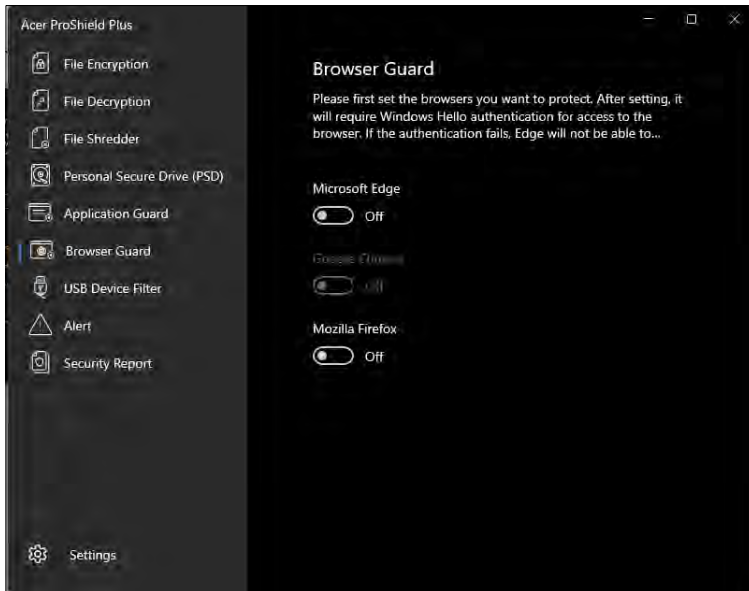 Acer ProShield Plus
File Encryption
File Decryption
File Shredder
Personal Secure Drive (PSD)
Application Guard
Browser Guard
USB Device Filter
Alert
Security Report
Settings
Browser Guard
Please first set the browsers you want to protect. After setting, it
will require Windows Hello authentication for access to the
browser. If the authentication fails, Edge will not be able to...
Microsoft Edge
Off
Google Chrome
Off
Mozilla Firefox
Off